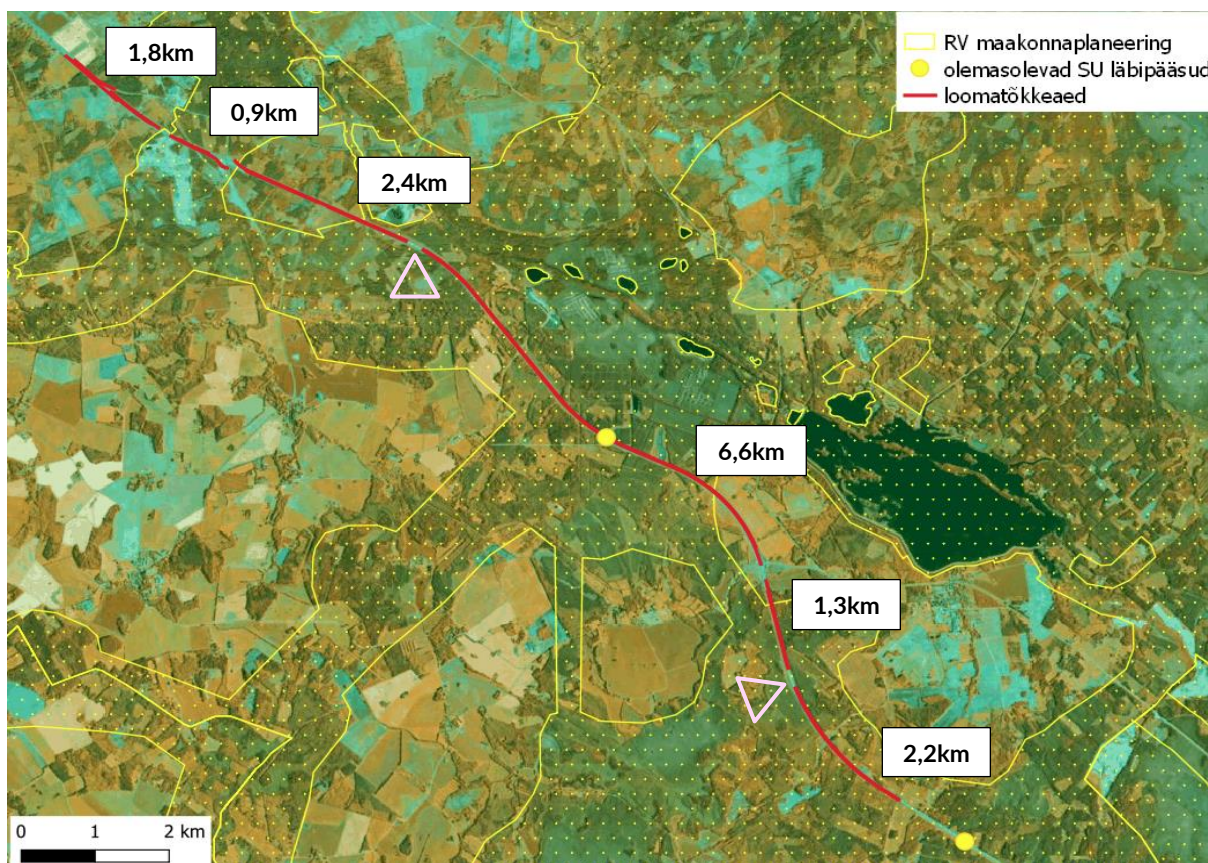 RV maakonnaplaneering
olemasolevad SU läbipääsud
loomatõkkeaed
1,8km
0,9km
2,4km
6,6km
1,3km
2,2km
0 1 2 km